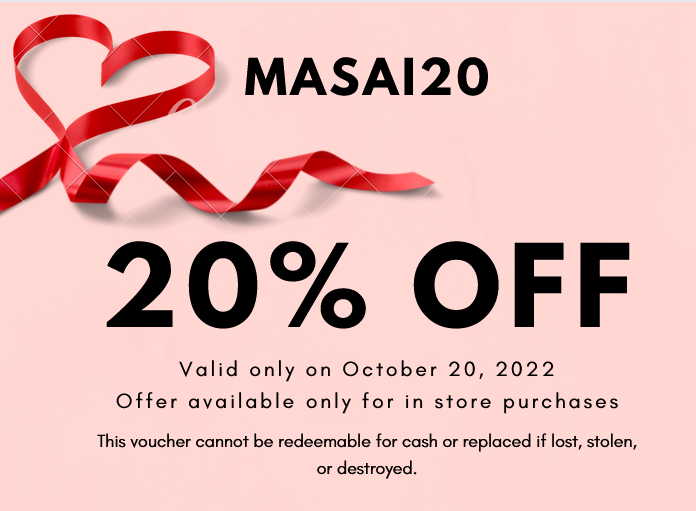 MASAI20
20% OFF
Valid only on October 20, 2022
Offer available only for in store purchases
This voucher cannot be redeemable for cash or replaced if lost, stolen,
or destroyed.